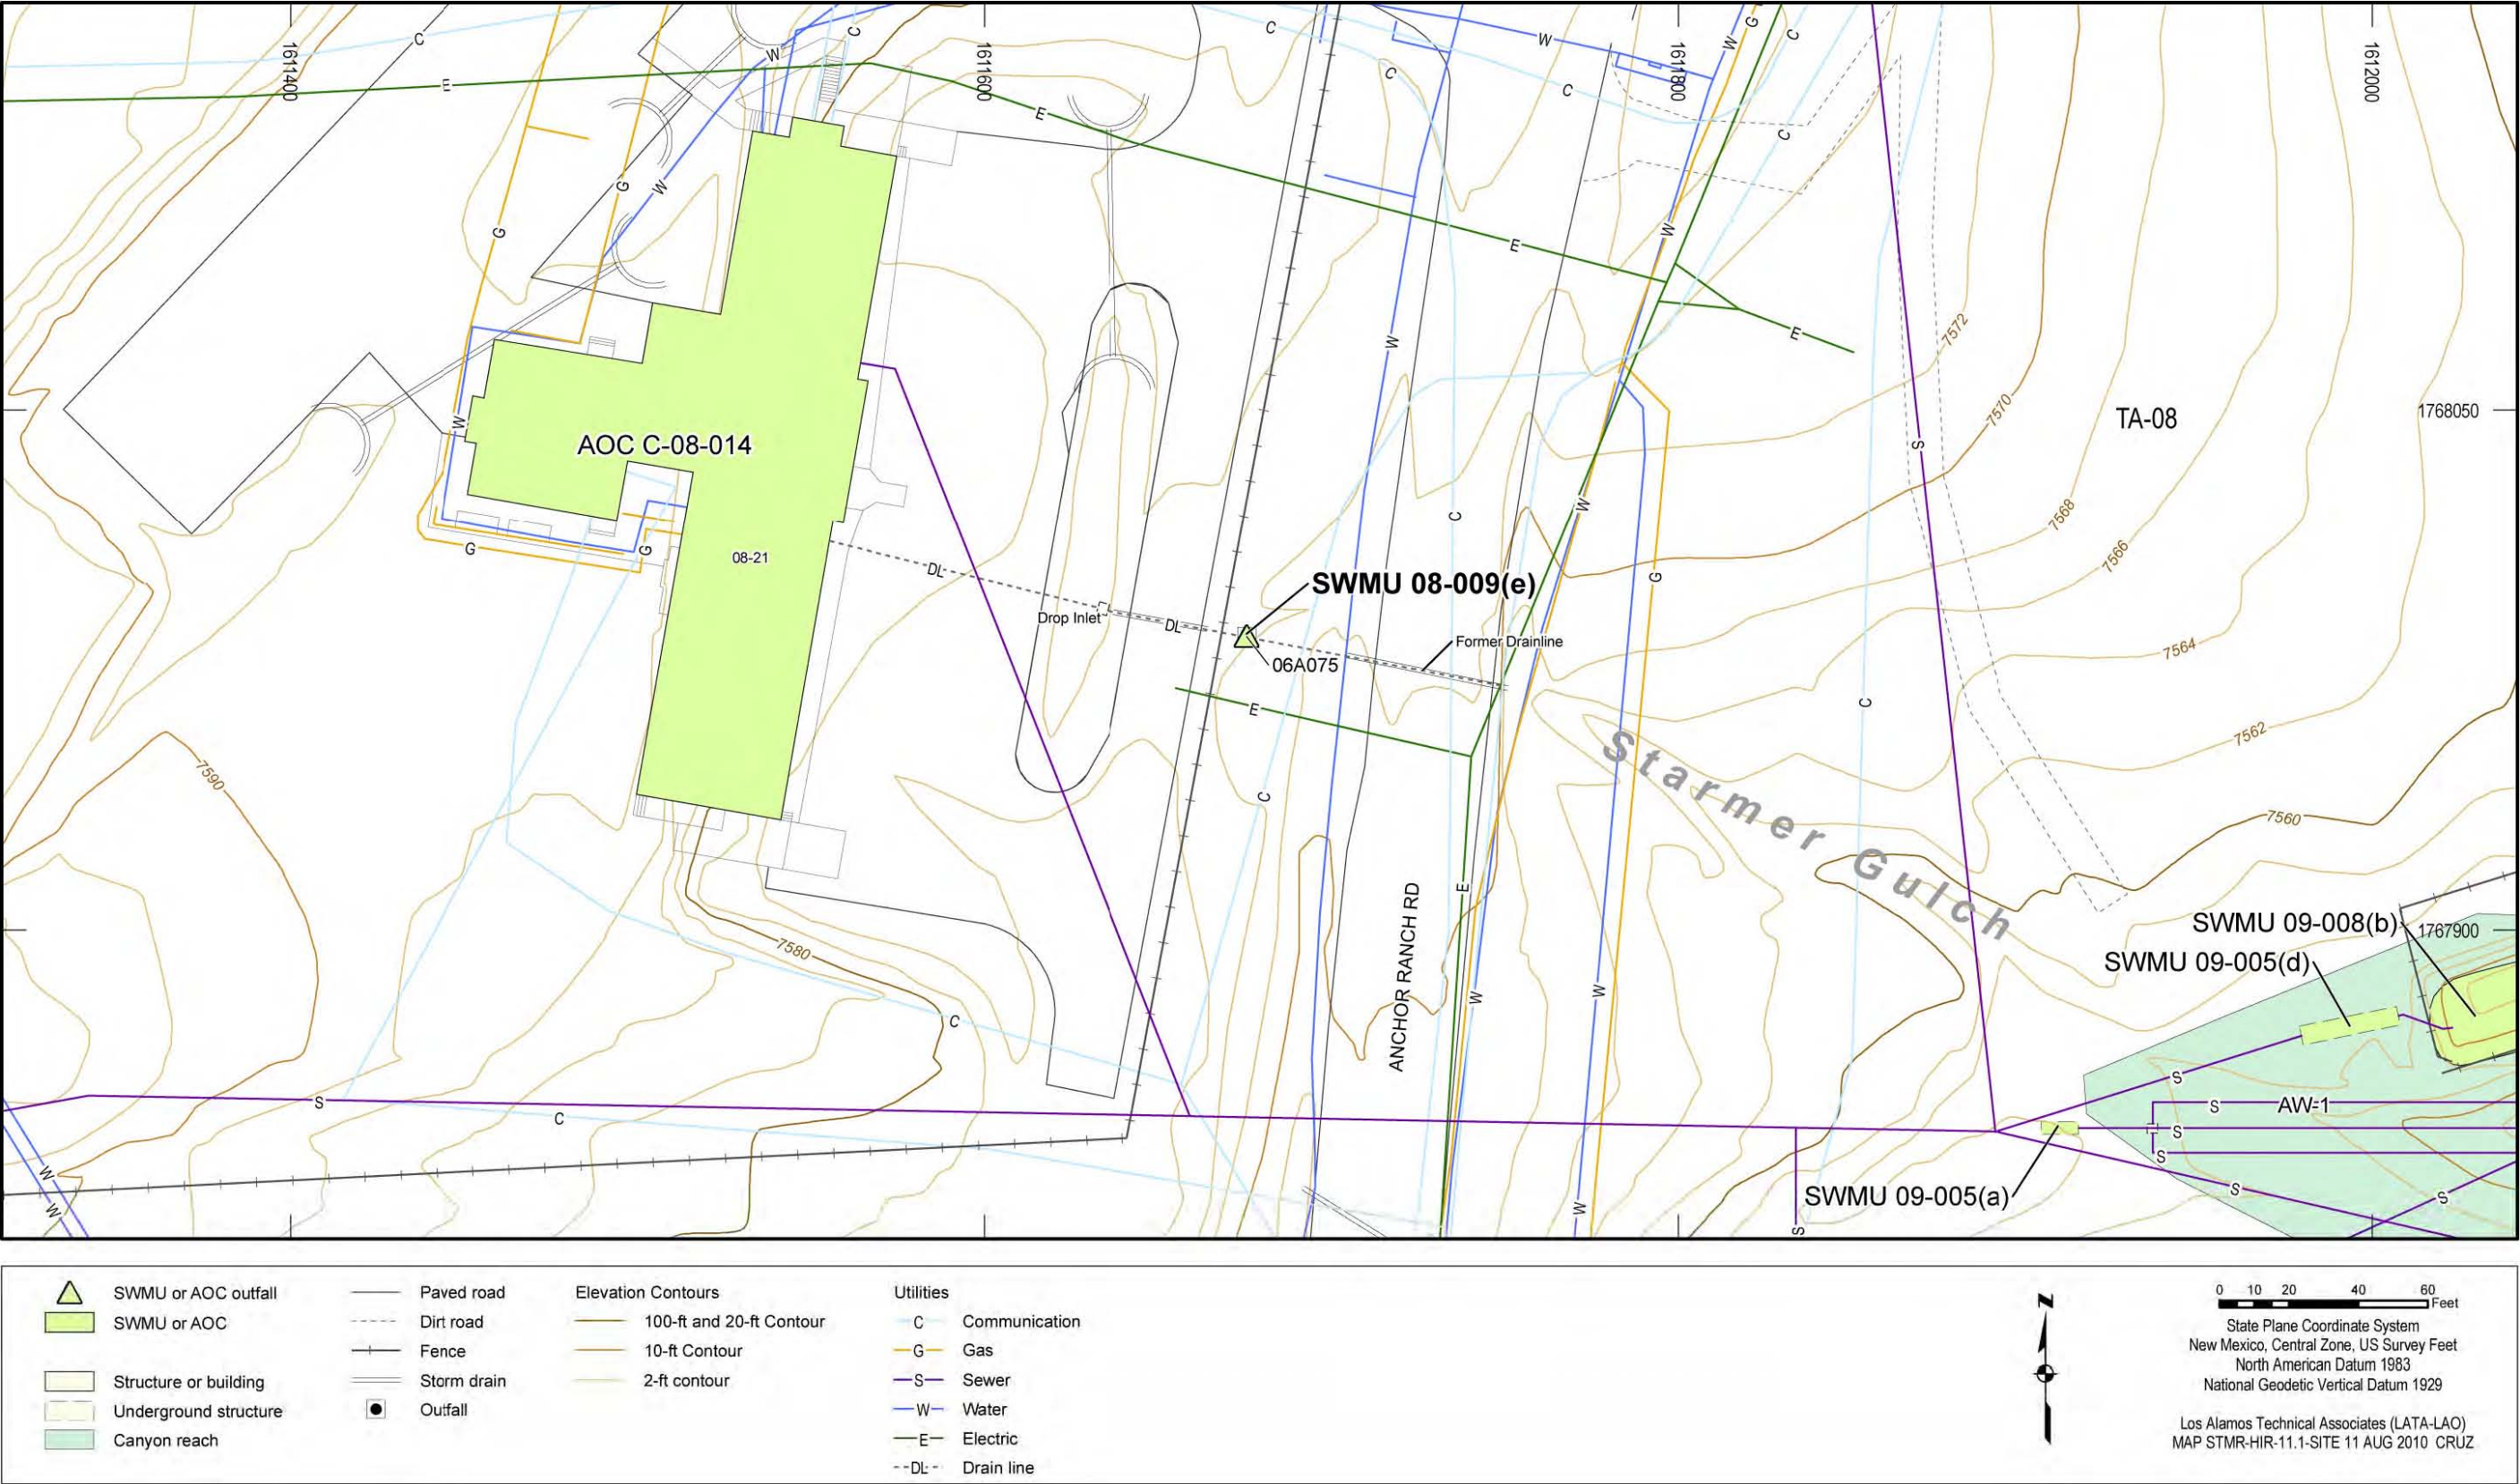 C
1611400
E
W
C
1611600
E
C
C
W
C
1611800
W
G
C
C
1612000
G
G
W
E
W
W
E
7572
7570
TA-08
1768050
W
AOC C-08-014
S
C
W
7568
7566
G
G
08-21
DL
SWMU 08-009(e)
G
Drop Inlet
DL
Former Drainline
06A075
7564
E
C
7562
7590
Starmer Gulch
C
7560
E
7580
ANCHOR RD RANCH
SWMU 09-008(b)
1767900
SWMU 09-005(d)
C
W
W
S
S
C
S
AW-1
S
S
W
W
S
SWMU 09-005(a)
S
W
S
SWMU or AOC outfall
SWMU or AOC
Structure or building
Underground structure
Canyon reach
Paved road
Dirt road
Fence
Storm drain
Outfall
Elevation Contours
100-ft and 20-ft Contour
10-ft Contour
2-ft contour
Utilities
C Communication
G Gas
S Sewer
W Water
E Electric
DL Drain line
N
0 10 20 40 60
Feet
State Plane Coordinate System
New Mexico, Central Zone, US Survey Feet
North American Datum 1983
National Geodetic Vertical Datum 1929
Los Alamos Technical Associates (LATA-LAO)
MAP STMR-HIR-11.1-SITE 11 AUG 2010 CRUZ